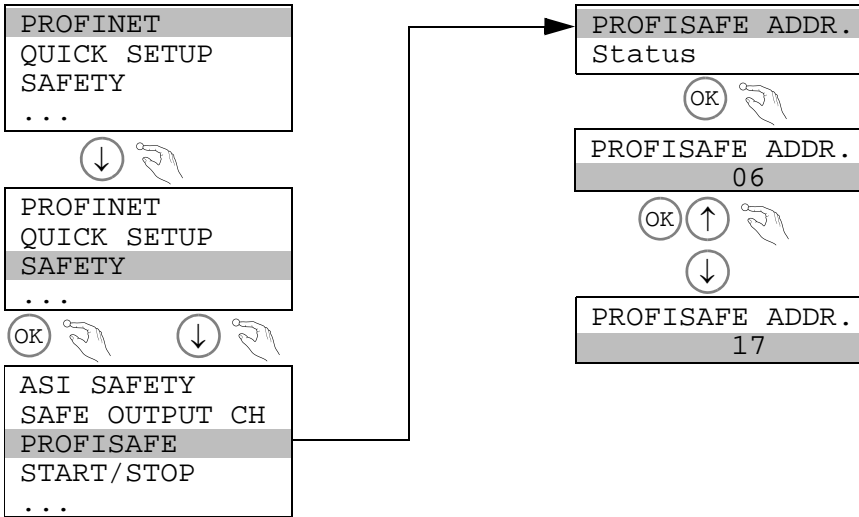 PROFINET
QUICK SETUP
SAFETY
...
↓
PROFINET
QUICK SETUP
SAFETY
...
OK ↓
ASI SAFETY
SAFE OUTPUT CH
PROFISAFE
START/STOP
...
PROFISAFE ADDR.
Status
OK
PROFISAFE ADDR.
06
OK ↑
↓
PROFISAFE ADDR.
17